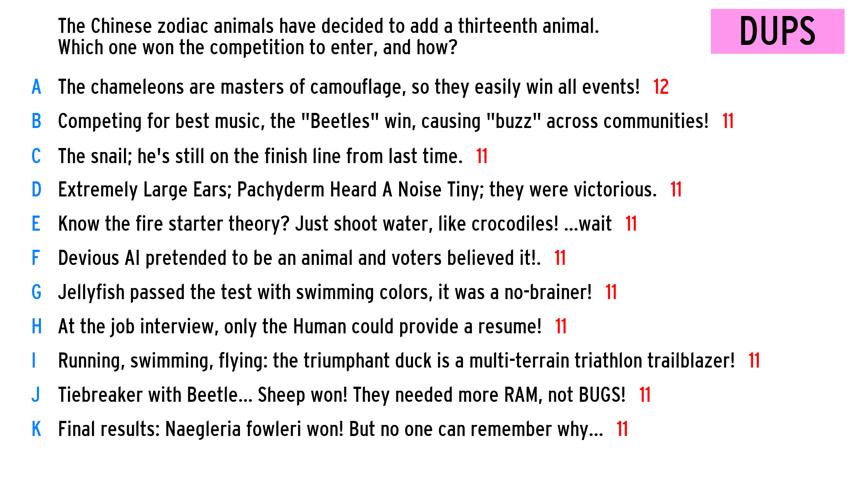 The Chinese zodiac animals have decided to add a thirteenth animal.
Which one won the competition to enter, and how?
DUPS
A The chameleons are masters of camouflage, so they easily win all events! 12
B Competing for best music, the "Beetles" win, causing "buzz" across communities! 11
C The snail; he's still on the finish line from last time. 11
D Extremely Large Ears; Pachyderm Heard A Noise Tiny; they were victorious. 11
E Know the fire starter theory? Just shoot water, like crocodiles! ...wait 11
F Devious AI pretended to be an animal and voters believed it!. 11
G Jellyfish passed the test with swimming colors, it was a no-brainer! 11
H At the job interview, only the Human could provide a resume! 11
I Running, swimming, flying: the triumphant duck is a multi-terrain triathlon trailblazer! 11
J Tiebreaker with Beetle... Sheep won! They needed more RAM, not BUGS! 11
K Final results: Naegleria fowleri won! But no one can remember why... 11